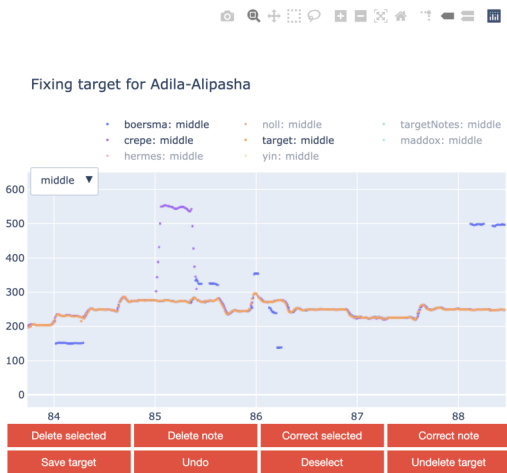 Fixing target for Adila-Alipasha
boersma: middle noll: middle targetNotes: middle
crepe: middle target: middle maddox: middle
hermes: middle yin: middle
middle ▼
600
500
400
300
200
100
0
84 85 86 87 88
Delete selected Delete note Correct selected Correct note
Save target Undo Deselect Undelete target